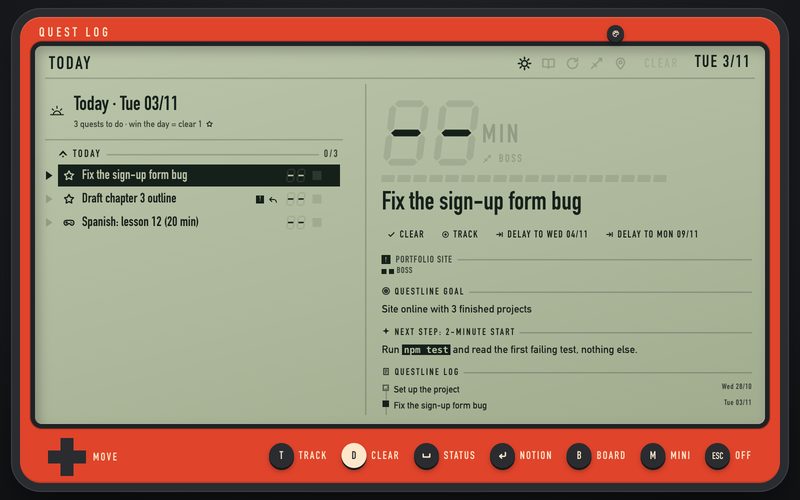 QUEST LOG
TODAY
CLEAR
TUE 3/11
Today · Tue 03/11
3 quests to do · win the day = clear 1
TODAY
0/3
Fix the sign-up form bug
Draft chapter 3 outline
Spanish: lesson 12 (20 min)
-- MIN
BOSS
Fix the sign-up form bug
CLEAR
TRACK
DELAY TO WED 04/11
DELAY TO MON 09/11
PORTFOLIO SITE
BOSS
QUESTLINE GOAL
Site online with 3 finished projects
NEXT STEP: 2-MINUTE START
Run npm test and read the first failing test, nothing else.
QUESTLINE LOG
Set up the project
Wed 28/10
Fix the sign-up form bug
Tue 03/11
MOVE
T TRACK
D CLEAR
STATUS
NOTION
B BOARD
M MINI
ESC OFF